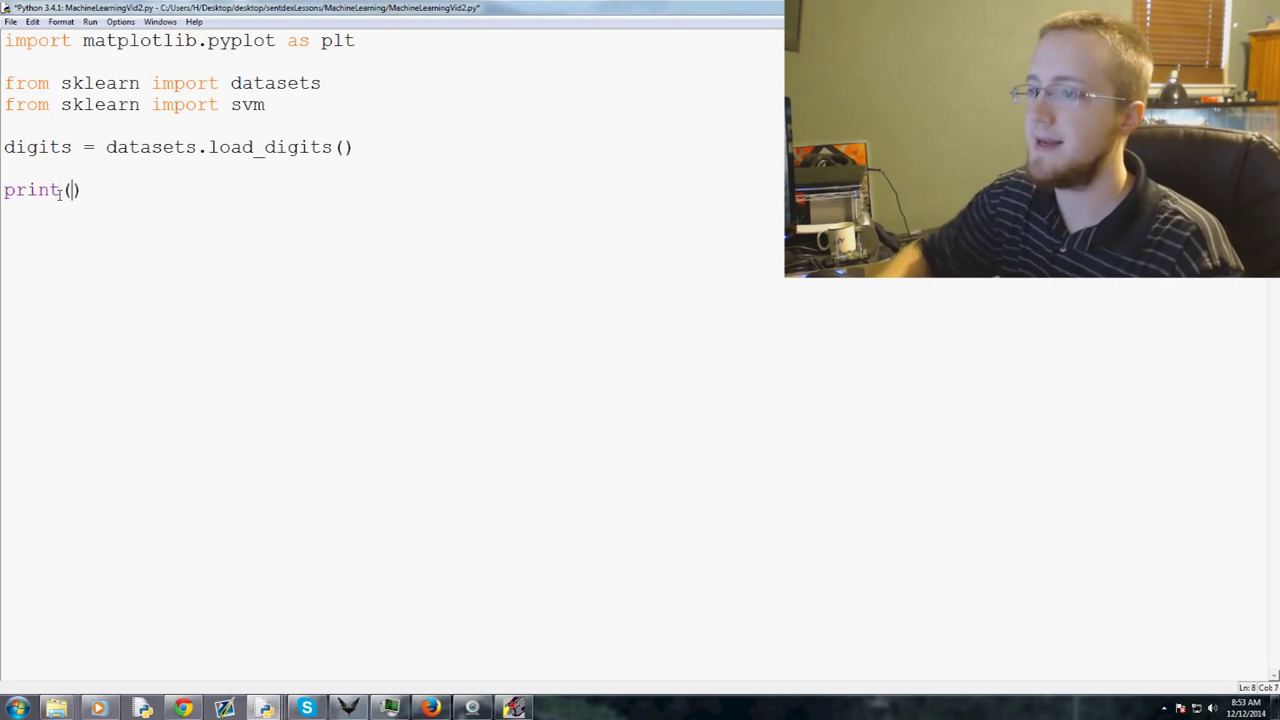 *Python 3.4.1: MachineLearningVid2.py - C:/Users/H/Desktop/desktop/sentdexLessons/MachineLearning/MachineLearningVid2.py*
File Edit Format Run Options Windows Help
import matplotlib.pyplot as plt
from sklearn import datasets
from sklearn import svm
digits = datasets.load_digits()
print()
Ln: 8 Col: 7
8:53 AM
12/12/2014